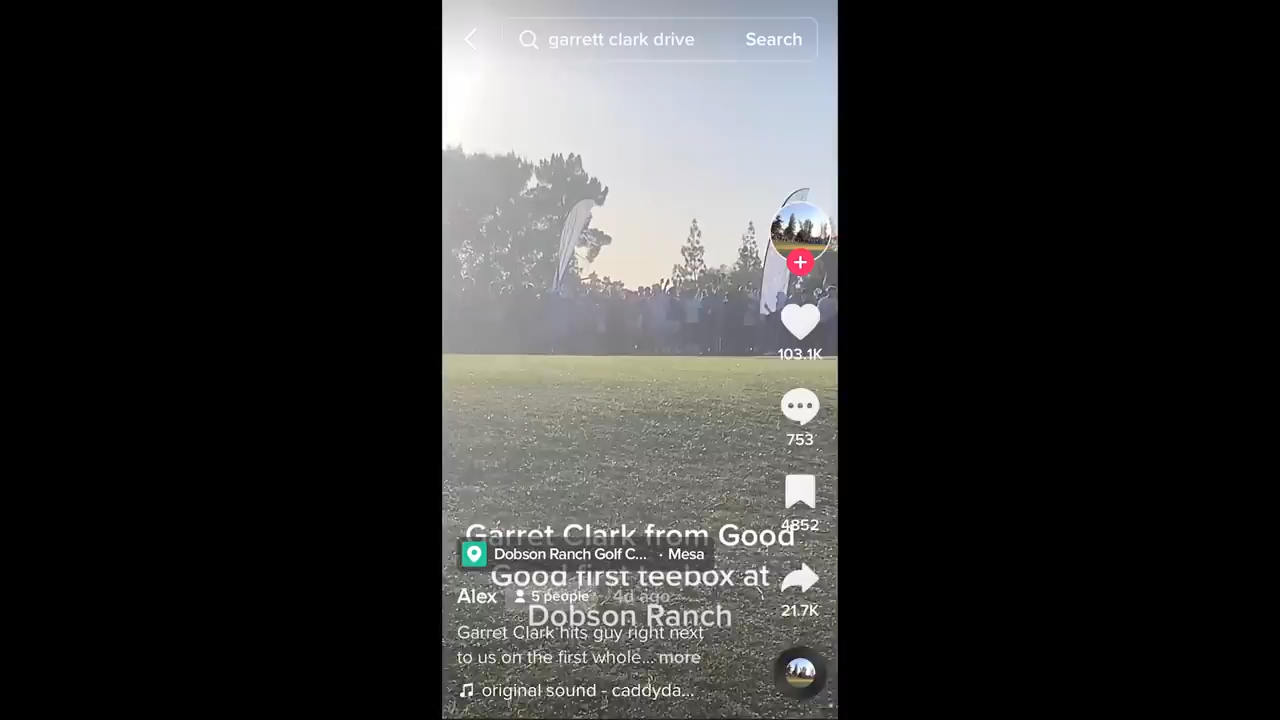 garrett clark drive
Search
103.1K
753
4852
21.7K
Garret Clark from Good
Good first teebox at
Dobson Ranch
Dobson Ranch Golf C... · Mesa
Alex 5 people 4d ago
Garret Clark hits guy right next
to us on the first whole... more
original sound - caddyda...